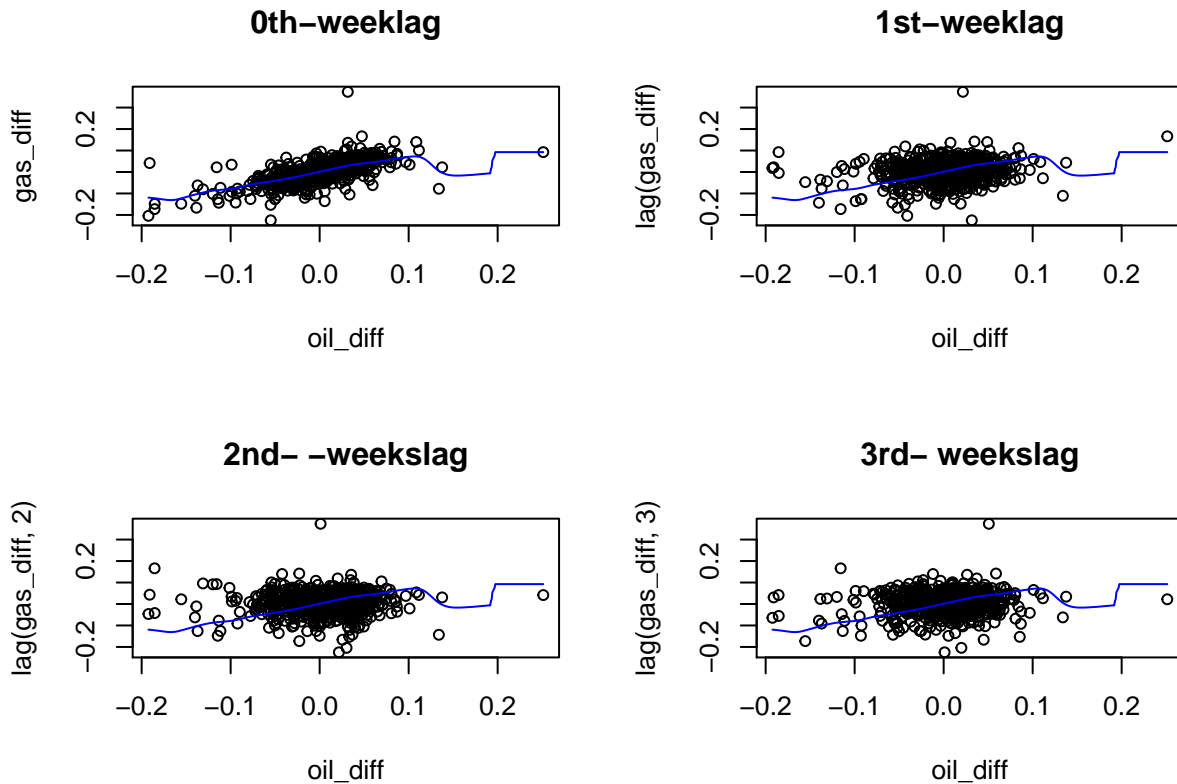 0th−weeklag
gas_diff
0.2
−0.2
−0.2 −0.1 0.0 0.1 0.2
oil_diff
1st−weeklag
lag(gas_diff)
0.2
−0.2
−0.2 −0.1 0.0 0.1 0.2
oil_diff
2nd− −weekslag
lag(gas_diff, 2)
0.2
−0.2
−0.2 −0.1 0.0 0.1 0.2
oil_diff
3rd− weekslag
lag(gas_diff, 3)
0.2
−0.2
−0.2 −0.1 0.0 0.1 0.2
oil_diff